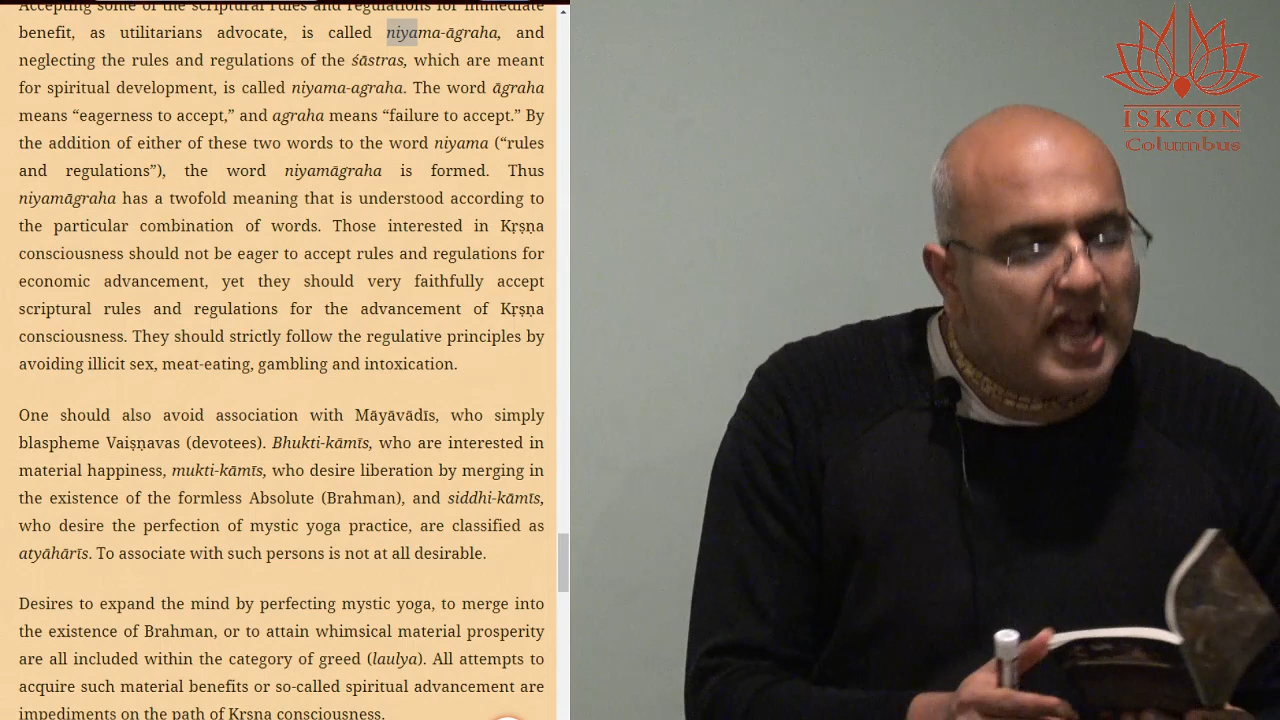 Accepting some of the scriptural rules and regulations for immediate
benefit, as utilitarians advocate, is called niyama-āgraha, and
neglecting the rules and regulations of the śāstras, which are meant
for spiritual development, is called niyama-agraha. The word āgraha
means “eagerness to accept,” and agraha means “failure to accept.” By
the addition of either of these two words to the word niyama (“rules
and regulations”), the word niyamāgraha is formed. Thus
niyamāgraha has a twofold meaning that is understood according to
the particular combination of words. Those interested in Kṛṣṇa
consciousness should not be eager to accept rules and regulations for
economic advancement, yet they should very faithfully accept
scriptural rules and regulations for the advancement of Kṛṣṇa
consciousness. They should strictly follow the regulative principles by
avoiding illicit sex, meat-eating, gambling and intoxication.
One should also avoid association with Māyāvādīs, who simply
blaspheme Vaiṣṇavas (devotees). Bhukti-kāmīs, who are interested in
material happiness, mukti-kāmīs, who desire liberation by merging in
the existence of the formless Absolute (Brahman), and siddhi-kāmīs,
who desire the perfection of mystic yoga practice, are classified as
atyāhārīs. To associate with such persons is not at all desirable.
Desires to expand the mind by perfecting mystic yoga, to merge into
the existence of Brahman, or to attain whimsical material prosperity
are all included within the category of greed (laulya). All attempts to
acquire such material benefits or so-called spiritual advancement are
impediments on the path of Kṛṣṇa consciousness.
ISKCON
Columbus